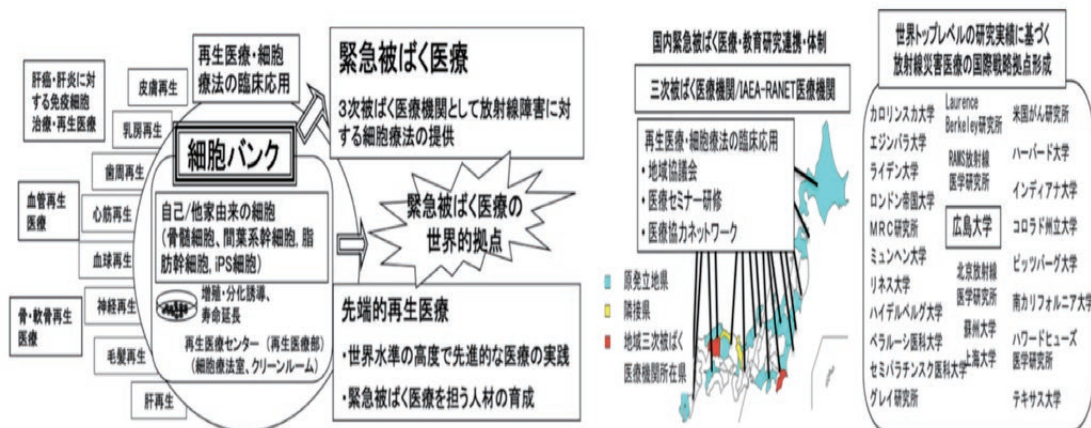 肝癌・肝炎に対
する免疫細胞
治療・再生医療
血管再生
医療
骨・軟骨再生
医療
皮膚再生
乳房再生
歯周再生
心筋再生
血球再生
神経再生
毛髪再生
肝再生
再生医療・細胞
療法の臨床応用
細胞バンク
自己/他家由来の細胞
(骨髄細胞、間葉系幹細胞、脂
肪幹細胞、iPS細胞)
増殖・分化誘導、
寿命延長
再生医療センター (再生医療部)
(細胞療法室、クリーンルーム)
緊急被ばく医療
3次被ばく医療機関として放射線障害に対
する細胞療法の提供
緊急被ばく医療の
世界的拠点
先端的再生医療
・世界水準の高度で先進的な医療の実践
・緊急被ばく医療を担う人材の育成
国内緊急被ばく医療・教育研究連携・体制
三次被ばく医療機関/IAEA-RANET医療機関
再生医療・細胞療法の臨床応用
・地域協議会
・医療セミナー研修
・医療協力ネットワーク
原発立地県
隣接県
地域三次被ばく
医療機関所在県
世界トップレベルの研究実績に基づく
放射線災害医療の国際戦略拠点形成
カロリンスカ大学
エジンバラ大学
ライデン大学
ロンドン帝国大学
MRC研究所
ミュンヘン大学
リネス大学
ハイデルベルグ大学
ベラルーシ医科大学
セミパラチンスク医科大学
グレイ研究所
Laurence
Berkeley研究所
RAMS放射線
医学研究所
広島大学
北京放射線
医学研究所
蘇州大学
上海大学
米国がん研究所
ハーバード大学
インディアナ大学
コロラド州立大学
ピッツバーグ大学
南カリフォルニア大学
ハワードヒューズ
医学研究所
テキサス大学